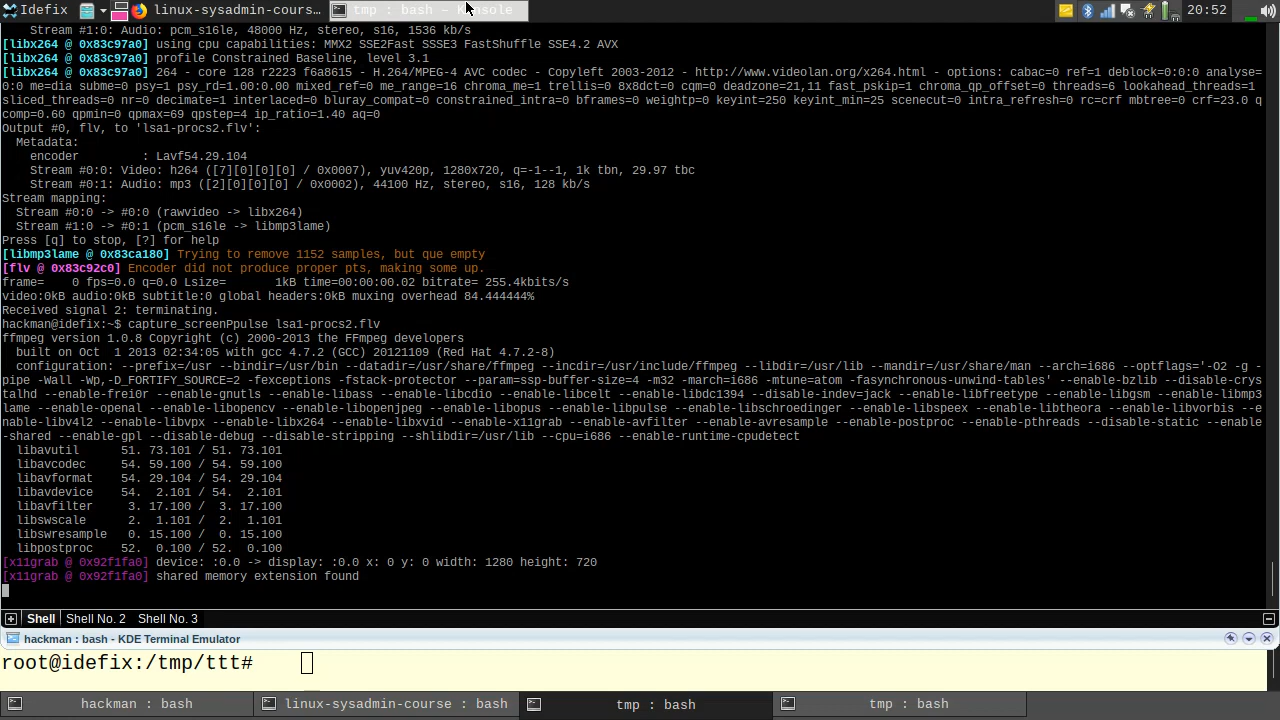 Idefix linux-sysadmin-cours… tmp : bash – Konsole 20:52
Stream #1:0: Audio: pcm_s16le, 48000 Hz, stereo, s16, 1536 kb/s
[libx264 @ 0x83c97a0] using cpu capabilities: MMX2 SSE2Fast SSSE3 FastShuffle SSE4.2 AVX
[libx264 @ 0x83c97a0] profile Constrained Baseline, level 3.1
[libx264 @ 0x83c97a0] 264 - core 128 r2223 f6a8615 - H.264/MPEG-4 AVC codec - Copyleft 2003-2012 - http://www.videolan.org/x264.html - options: cabac=0 ref=1 deblock=0:0:0 analyse=
0:0 me=dia subme=0 psy=1 psy_rd=1.00:0.00 mixed_ref=0 me_range=16 chroma_me=1 trellis=0 8x8dct=0 cqm=0 deadzone=21,11 fast_pskip=1 chroma_qp_offset=0 threads=6 lookahead_threads=1
sliced_threads=0 nr=0 decimate=1 interlaced=0 bluray_compat=0 constrained_intra=0 bframes=0 weightp=0 keyint=250 keyint_min=25 scenecut=0 intra_refresh=0 rc=crf mbtree=0 crf=23.0 q
comp=0.60 qpmin=0 qpmax=69 qpstep=4 ip_ratio=1.40 aq=0
Output #0, flv, to 'lsa1-procs2.flv':
Metadata:
encoder : Lavf54.29.104
Stream #0:0: Video: h264 ([7][0][0][0] / 0x0007), yuv420p, 1280x720, q=-1--1, 1k tbn, 29.97 tbc
Stream #0:1: Audio: mp3 ([2][0][0][0] / 0x0002), 44100 Hz, stereo, s16, 128 kb/s
Stream mapping:
Stream #0:0 -> #0:0 (rawvideo -> libx264)
Stream #1:0 -> #0:1 (pcm_s16le -> libmp3lame)
Press [q] to stop, [?] for help
[libmp3lame @ 0x83ca180] Trying to remove 1152 samples, but que empty
[flv @ 0x83c92c0] Encoder did not produce proper pts, making some up.
frame= 0 fps=0.0 q=0.0 Lsize= 1kB time=00:00:00.02 bitrate= 255.4kbits/s
video:0kB audio:0kB subtitle:0 global headers:0kB muxing overhead 84.444444%
Received signal 2: terminating.
hackman@idefix:~$ capture_screenPpulse lsa1-procs2.flv
ffmpeg version 1.0.8 Copyright (c) 2000-2013 the FFmpeg developers
built on Oct 1 2013 02:34:05 with gcc 4.7.2 (GCC) 20121109 (Red Hat 4.7.2-8)
configuration: --prefix=/usr --bindir=/usr/bin --datadir=/usr/share/ffmpeg --incdir=/usr/include/ffmpeg --libdir=/usr/lib --mandir=/usr/share/man --arch=i686 --optflags='-O2 -g -
pipe -Wall -Wp,-D_FORTIFY_SOURCE=2 -fexceptions -fstack-protector --param=ssp-buffer-size=4 -m32 -march=i686 -mtune=atom -fasynchronous-unwind-tables' --enable-bzlib --disable-crys
talhd --enable-frei0r --enable-gnutls --enable-libass --enable-libcdio --enable-libcelt --enable-libdc1394 --disable-indev=jack --enable-libfreetype --enable-libgsm --enable-libmp3
lame --enable-openal --enable-libopencv --enable-libopenjpeg --enable-libopus --enable-libpulse --enable-libschroedinger --enable-libspeex --enable-libtheora --enable-libvorbis --e
nable-libv4l2 --enable-libvpx --enable-libx264 --enable-libxvid --enable-x11grab --enable-avfilter --enable-avresample --enable-postproc --enable-pthreads --disable-static --enable
-shared --enable-gpl --disable-debug --disable-stripping --shlibdir=/usr/lib --cpu=i686 --enable-runtime-cpudetect
libavutil 51. 73.101 / 51. 73.101
libavcodec 54. 59.100 / 54. 59.100
libavformat 54. 29.104 / 54. 29.104
libavdevice 54. 2.101 / 54. 2.101
libavfilter 3. 17.100 / 3. 17.100
libswscale 2. 1.101 / 2. 1.101
libswresample 0. 15.100 / 0. 15.100
libpostproc 52. 0.100 / 52. 0.100
[x11grab @ 0x92f1fa0] device: :0.0 -> display: :0.0 x: 0 y: 0 width: 1280 height: 720
[x11grab @ 0x92f1fa0] shared memory extension found
Shell Shell No. 2 Shell No. 3
hackman : bash - KDE Terminal Emulator
root@idefix:/tmp/ttt#
hackman : bash linux-sysadmin-course : bash tmp : bash tmp : bash